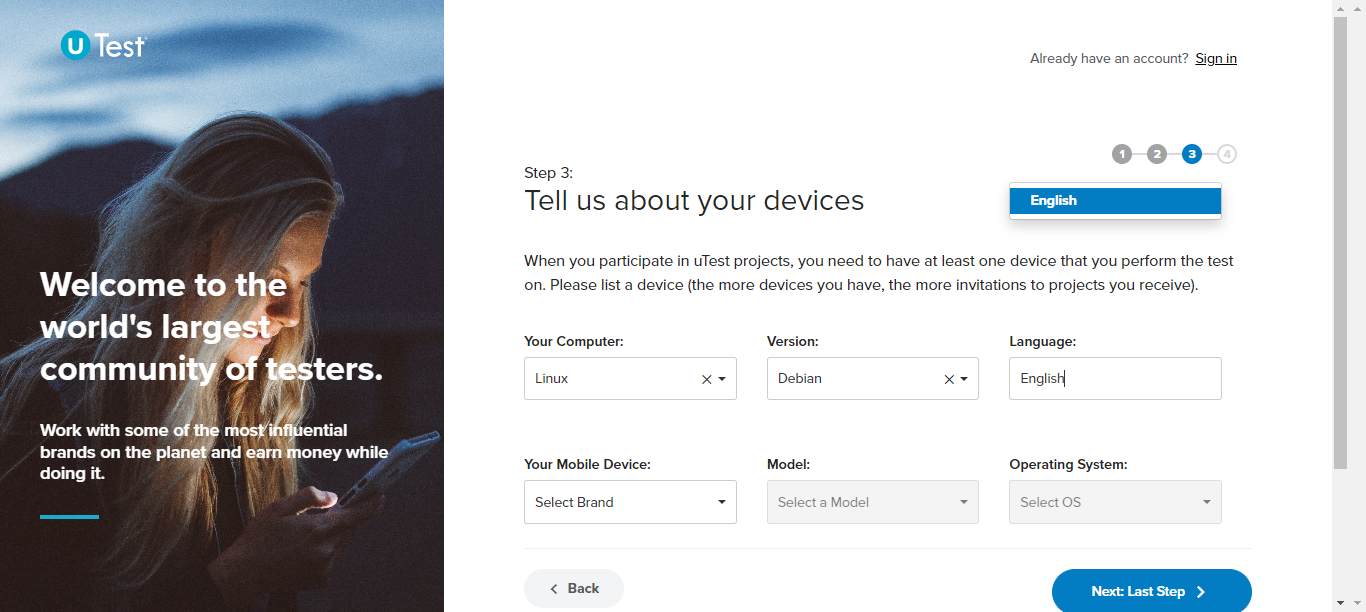 uTest
Already have an account? Sign in
1 2 3 4
Step 3:
Tell us about your devices
English
When you participate in uTest projects, you need to have at least one device that you perform the test
on. Please list a device (the more devices you have, the more invitations to projects you receive).
Welcome to the
world's largest
community of testers.
Work with some of the most influential
brands on the planet and earn money while
doing it.
Your Computer: Version: Language:
Linux Debian English
Your Mobile Device: Model: Operating System:
Select Brand Select a Model Select OS
Back Next: Last Step